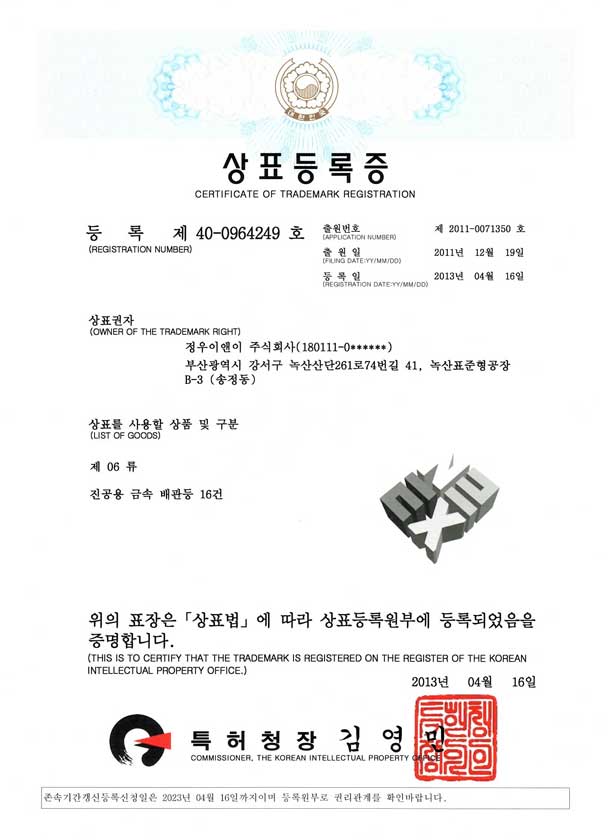 대한민국
상표등록증
CERTIFICATE OF TRADEMARK REGISTRATION
등 록 제 40-0964249 호
(REGISTRATION NUMBER)
출원번호 제 2011-0071350 호
(APPLICATION NUMBER)
출 원 일 2011년 12월 19일
(FILING DATE:YY/MM/DD)
등 록 일 2013년 04월 16일
(REGISTRATION DATE:YY/MM/DD)
상표권자
(OWNER OF THE TRADEMARK RIGHT)
정우이앤이 주식회사(180111-0******)
부산광역시 강서구 녹산산단261로74번길 41, 녹산표준형공장
B-3 (송정동)
상표를 사용할 상품 및 구분
(LIST OF GOODS)
제 06 류
진공용 금속 배관등 16건
위의 표장은「상표법」에 따라 상표등록원부에 등록되었음을
증명합니다.
(THIS IS TO CERTIFY THAT THE TRADEMARK IS REGISTERED ON THE REGISTER OF THE KOREAN
INTELLECTUAL PROPERTY OFFICE.)
2013년 04월 16일
특허청장 김영민
COMMISSIONER, THE KOREAN INTELLECTUAL PROPERTY OFFICE
존속기간갱신등록신청일은 2023년 04월 16일까지이며 등록원부로 권리관계를 확인바랍니다.